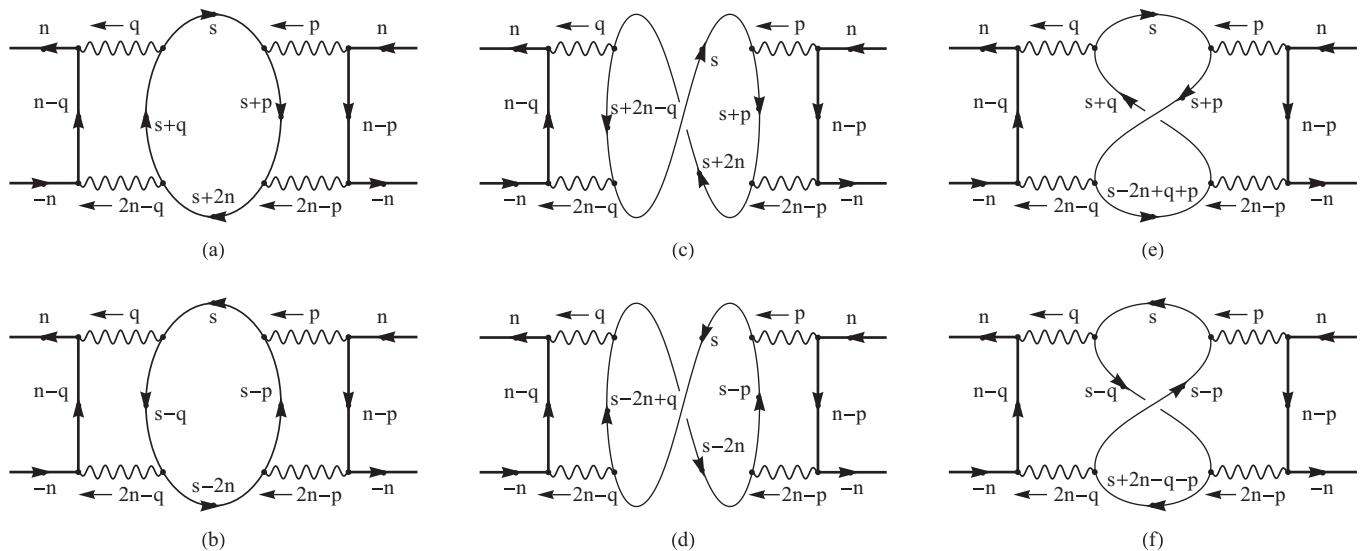 n q s p n
n−q s+q s+p n−p
−n 2n−q s+2n 2n−p −n
(a)
n q p n
s
n−q s+2n−q s+p n−p
s+2n
−n 2n−q 2n−p −n
(c)
n q s p n
n−q s+q s+p n−p
s−2n+q+p
−n 2n−q 2n−p −n
(e)
n q s p n
n−q s−q s−p n−p
−n 2n−q s−2n 2n−p −n
(b)
n q p n
s
n−q s−2n+q s−p n−p
s−2n
−n 2n−q 2n−p −n
(d)
n q s p n
n−q s−q s−p n−p
s+2n−q−p
−n 2n−q 2n−p −n
(f)